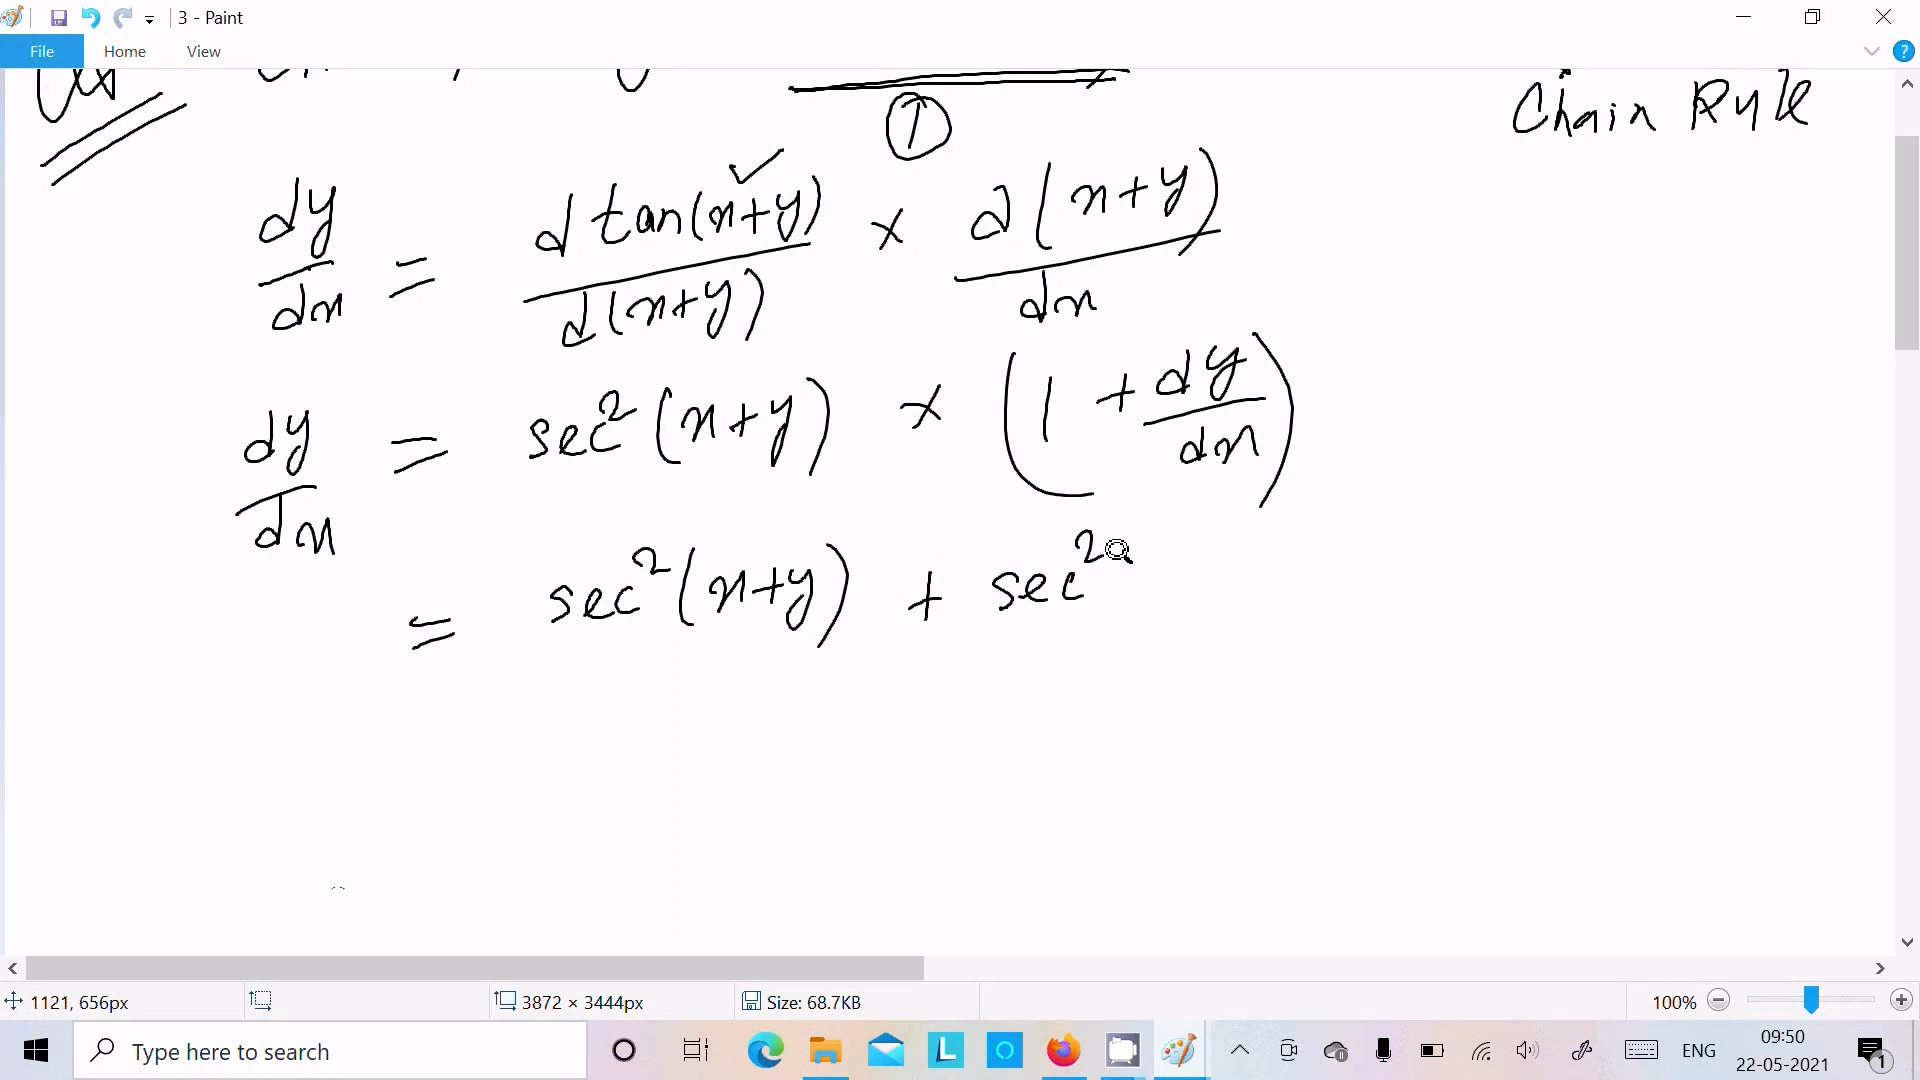 3 - Paint
File Home View
①
Chain Rule
dy/dx = d tan(x+y)/d(x+y) × d(x+y)/dx
dy/dx = sec²(x+y) × (1 + dy/dx)
= sec²(x+y) + sec²
1121, 656px 3872 × 3444px Size: 68.7KB 100%
Type here to search
L
ENG
09:50
22-05-2021
1